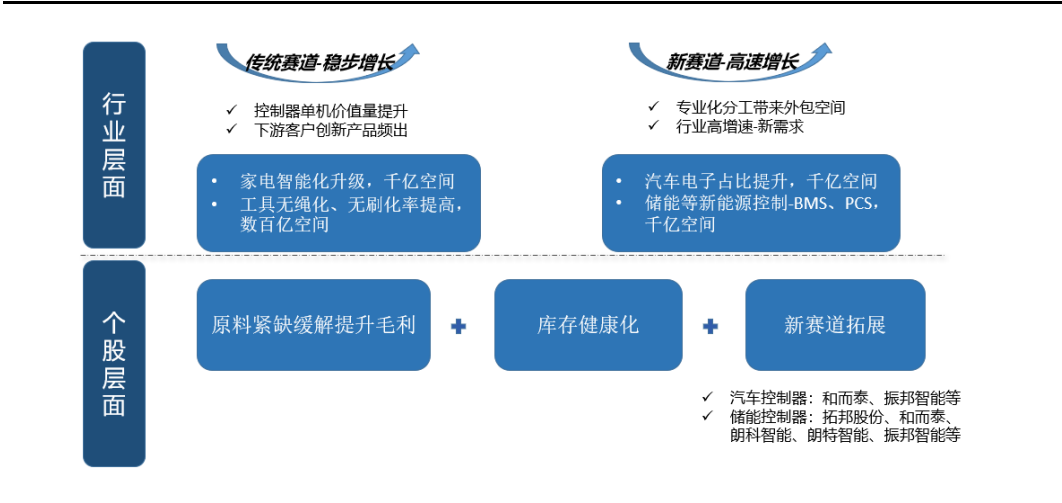 行业层面
传统赛道-稳步增长
控制器单机价值量提升
下游客户创新产品频出
家电智能化升级，千亿空间
工具无绳化、无刷化率提高，
数百亿空间
新赛道-高速增长
专业化分工带来外包空间
行业高增速-新需求
汽车电子占比提升，千亿空间
储能等新能源控制-BMS、PCS，
千亿空间
个股层面
原料紧缺缓解提升毛利
库存健康化
新赛道拓展
汽车控制器：和而泰、振邦智能等
储能控制器：拓邦股份、和而泰、
朗科智能、朗特智能、振邦智能等